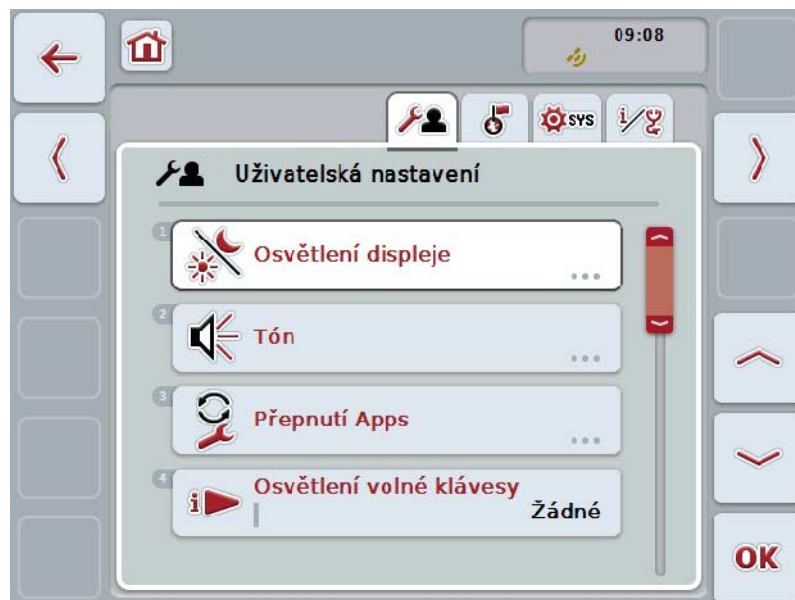 09:08
SYS
i/
Uživatelská nastavení
1
Osvětlení displeje
...
2
Tón
...
3
Přepnutí Apps
...
4
i
Osvětlení volné klávesy
Žádné
OK